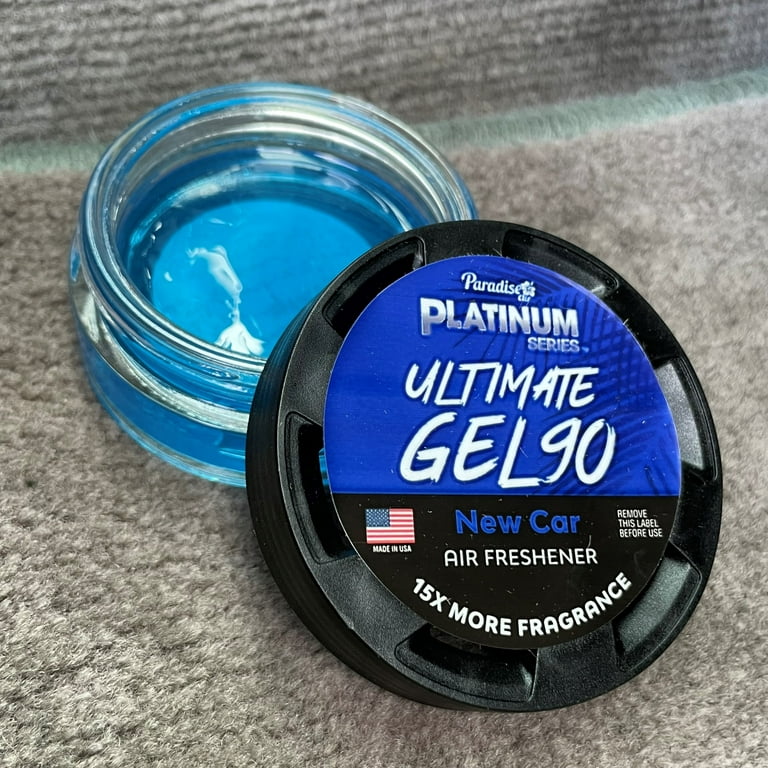 Paradise
air
PLATINUM
SERIES™
ULTIMATE
GEL90
New Car
AIR FRESHENER
15X MORE FRAGRANCE
MADE IN USA
REMOVE
THIS LABEL
BEFORE USE